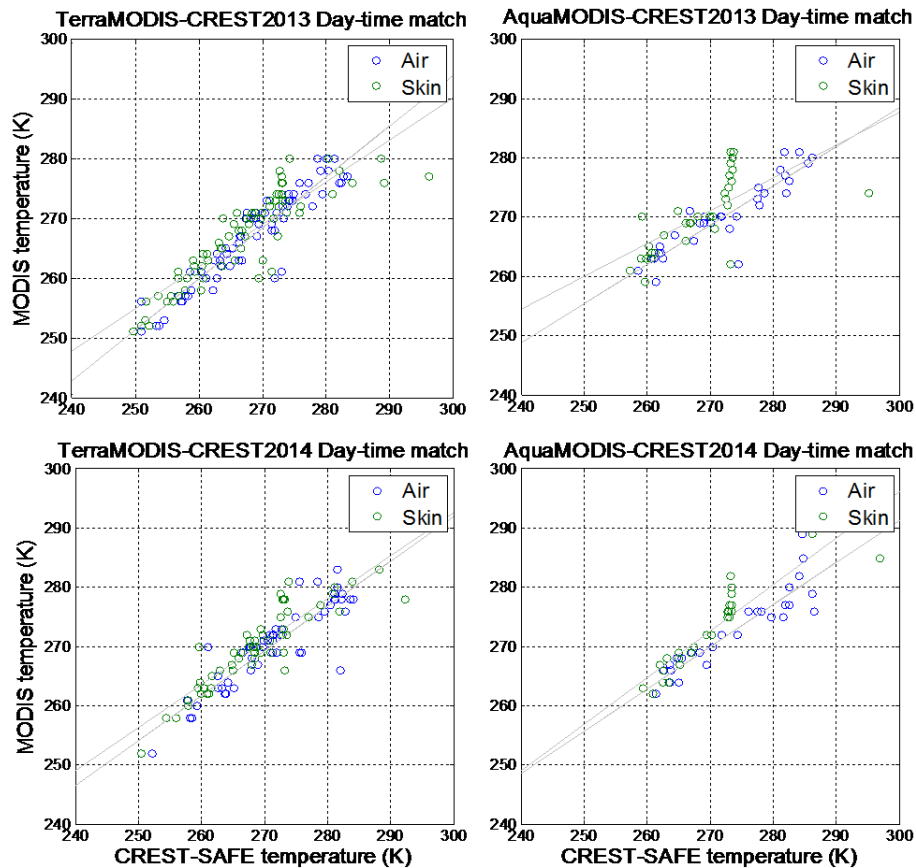 TerraMODIS-CREST2013 Day-time match
300
290
280
270
260
250
240
240 250 260 270 280 290 300
MODIS temperature (K)
Air
Skin
AquaMODIS-CREST2013 Day-time match
300
290
280
270
260
250
240
240 250 260 270 280 290 300
Air
Skin
TerraMODIS-CREST2014 Day-time match
300
290
280
270
260
250
240
240 250 260 270 280 290 300
MODIS temperature (K)
CREST-SAFE temperature (K)
Air
Skin
AquaMODIS-CREST2014 Day-time match
300
290
280
270
260
250
240
240 250 260 270 280 290 300
CREST-SAFE temperature (K)
Air
Skin